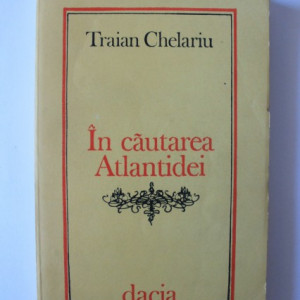 Traian Chelariu
În căutarea
Atlantidei
dacia